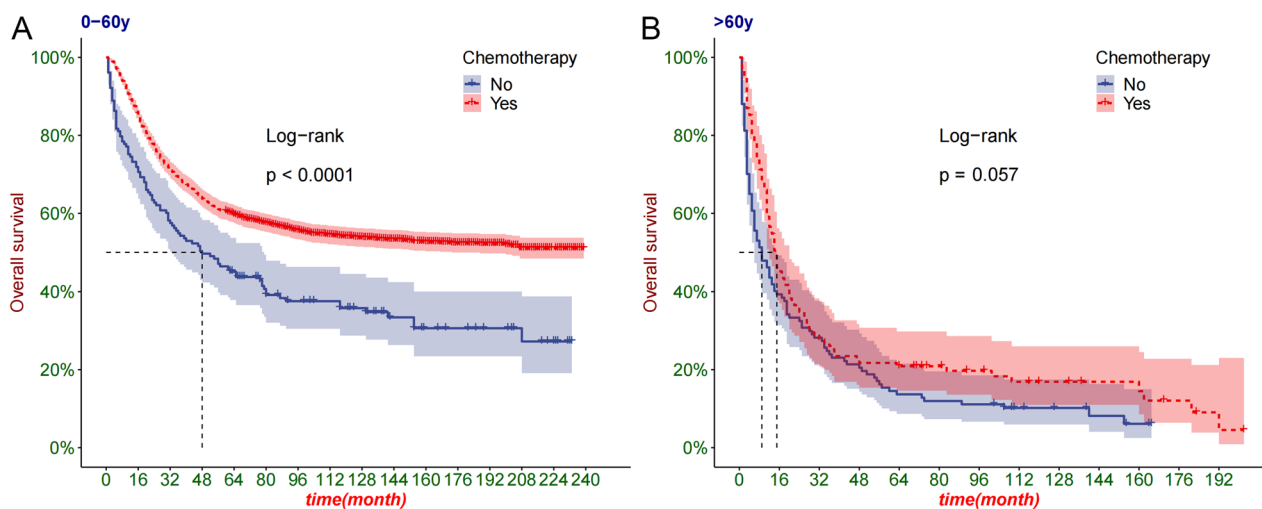 A
0−60y
100%
80%
60%
40%
20%
0%
Overall survival
Chemotherapy
No
Yes
Log−rank
p < 0.0001
0 16 32 48 64 80 96 112 128 144 160 176 192 208 224 240
time(month)
B
>60y
100%
80%
60%
40%
20%
0%
Overall survival
Chemotherapy
No
Yes
Log−rank
p = 0.057
0 16 32 48 64 80 96 112 128 144 160 176 192
time(month)